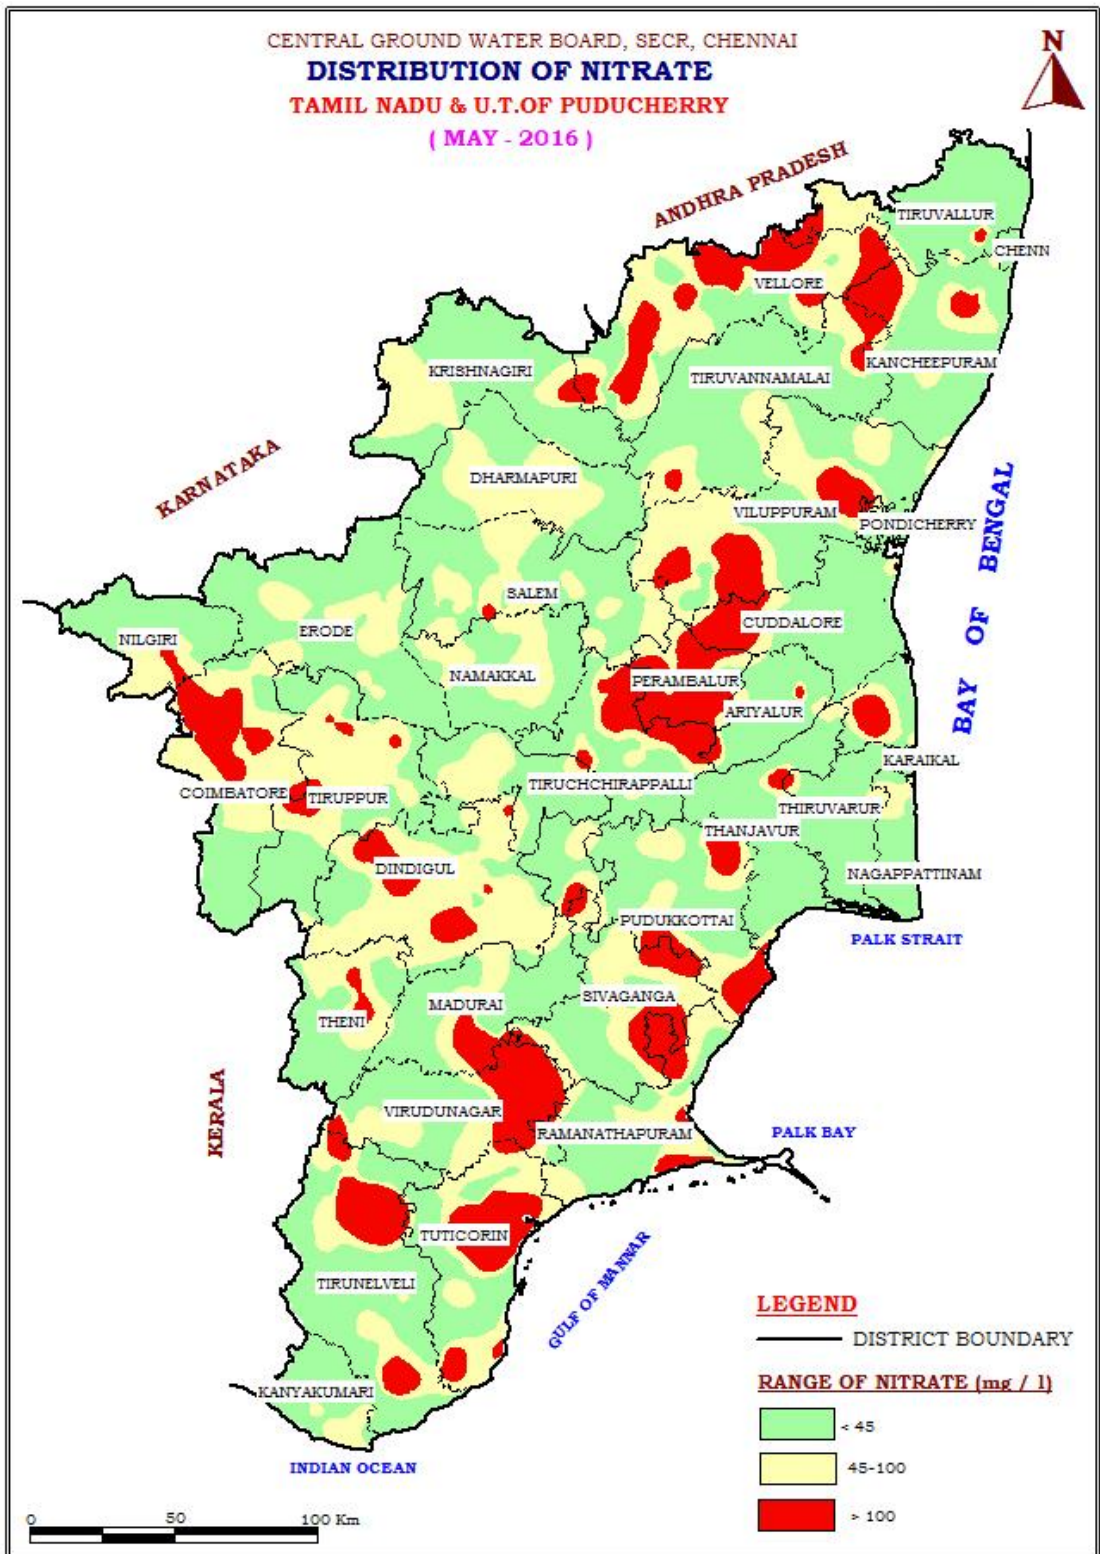 CENTRAL GROUND WATER BOARD, SECR, CHENNAI
DISTRIBUTION OF NITRATE
TAMIL NADU & U.T.OF PUDUCHERRY
( MAY - 2016 )
N
ANDHRA PRADESH
TIRUVALLUR
CHENN
VELLORE
KANCHEEPURAM
KRISHNAGIRI
TIRUVANNAMALAI
KARNATAKA
DHARMAPURI
VILUPPURAM
PONDICHERRY
BAY OF BENGAL
SALEM
CUDDALORE
ERODE
NILGIRI
NAMAKKAL
PERAMBALUR
ARIYALUR
KARAIKAL
TIRUCHCHIRAPPALLI
COIMBATORE
TIRUPPUR
THIRUVARUR
THANJAVUR
DINDIGUL
NAGAPPATTINAM
PUDUKKOTTAI
PALK STRAIT
SIVAGANGA
MADURAI
THENI
KERALA
VIRUDUNAGAR
RAMANATHAPURAM
PALK BAY
TUTICORIN
GULF OF MANNAR
TIRUNELVELI
KANYAKUMARI
INDIAN OCEAN
LEGEND
DISTRICT BOUNDARY
RANGE OF NITRATE (mg / l)
< 45
45-100
> 100
0 50 100 Km